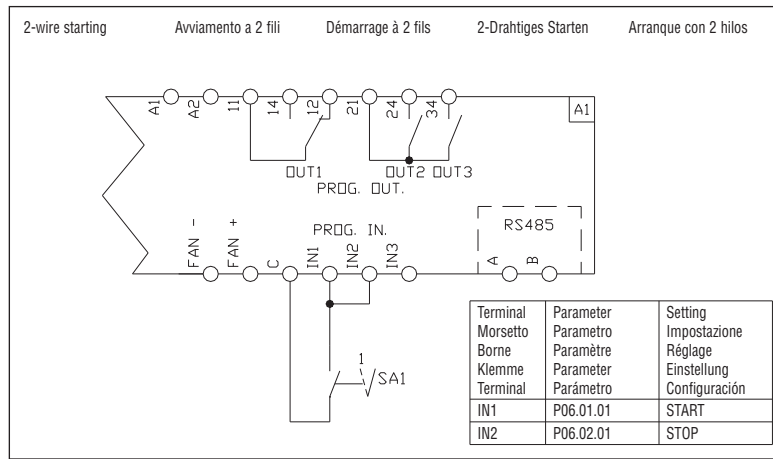 2-wire starting Avviamento a 2 fili Démarrage à 2 fils 2-Drahtiges Starten Arranque con 2 hilos
A1 A2 11 14 12 21 24 34
A1
OUT1 OUT2 OUT3
PROG. OUT.
PROG. IN.
RS485
FAN - FAN + C IN1 IN2 IN3 A B
1
SA1
Terminal Parameter Setting
Morsetto Parametro Impostazione
Borne Paramètre Réglage
Klemme Parameter Einstellung
Terminal Parámetro Configuración
IN1 P06.01.01 START
IN2 P06.02.01 STOP